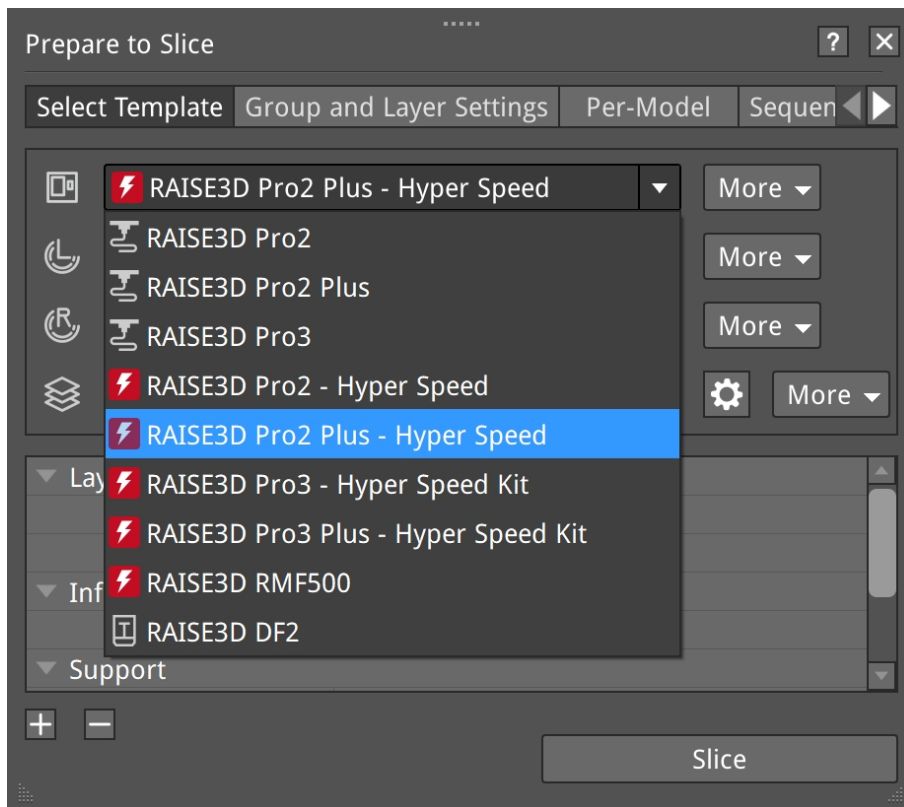 Prepare to Slice ?
Select Template Group and Layer Settings Per-Model Sequen
RAISE3D Pro2 Plus - Hyper Speed More
RAISE3D Pro2
L RAISE3D Pro2 Plus More
R RAISE3D Pro3 More
RAISE3D Pro2 - Hyper Speed More
RAISE3D Pro2 Plus - Hyper Speed
Lay RAISE3D Pro3 - Hyper Speed Kit
RAISE3D Pro3 Plus - Hyper Speed Kit
Inf RAISE3D RMF500
RAISE3D DF2
Support
Slice